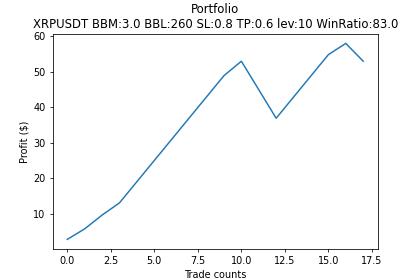 Portfolio
XRPUSDT BBM:3.0 BBL:260 SL:0.8 TP:0.6 lev:10 WinRatio:83.0
60
50
40
30
20
10
Profit ($)
0.0 2.5 5.0 7.5 10.0 12.5 15.0 17.5
Trade counts